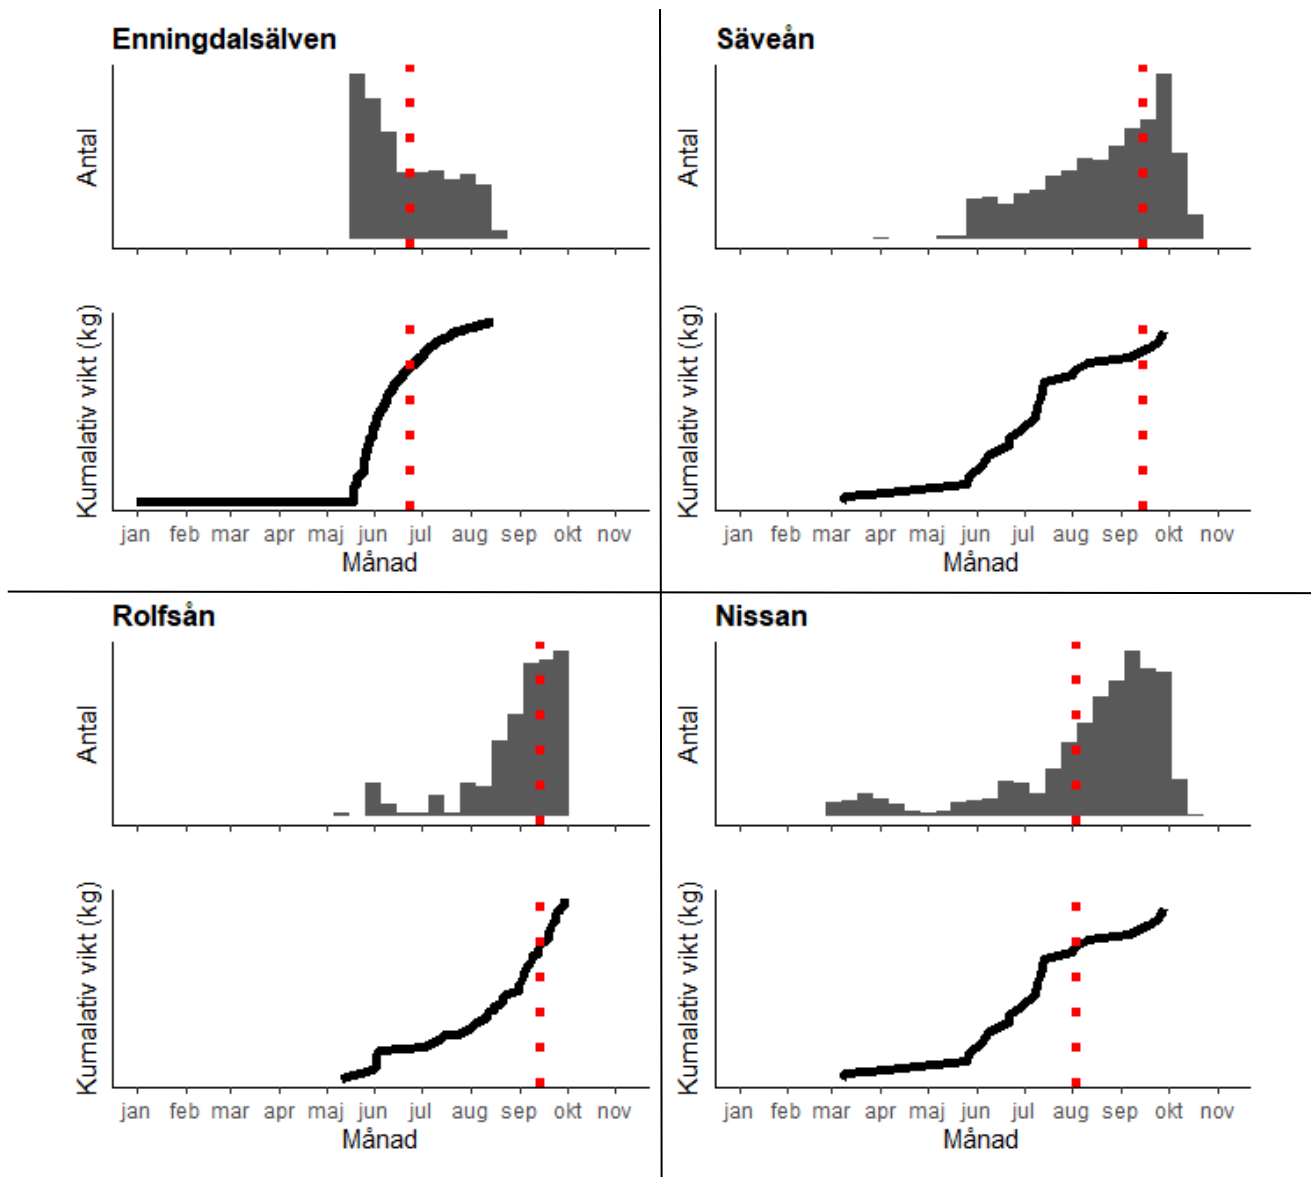 Enningdalsälven
Antal
Kumalativ vikt (kg)
jan feb mar apr maj jun jul aug sep okt nov
Månad
Säveån
Antal
Kumalativ vikt (kg)
jan feb mar apr maj jun jul aug sep okt nov
Månad
Rolfsån
Antal
Kumalativ vikt (kg)
jan feb mar apr maj jun jul aug sep okt nov
Månad
Nissan
Antal
Kumalativ vikt (kg)
jan feb mar apr maj jun jul aug sep okt nov
Månad